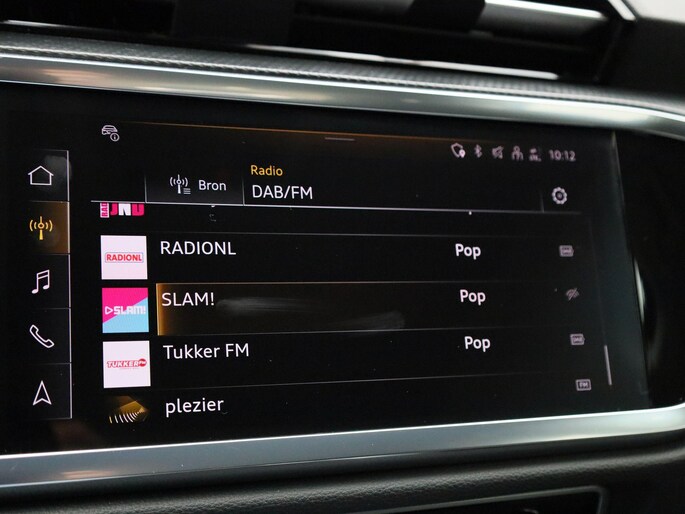 10:12
Radio
Bron
DAB/FM
RADIONL RADIONL Pop
SLAM! SLAM! Pop
TUKKER Tukker FM Pop
plezier FM